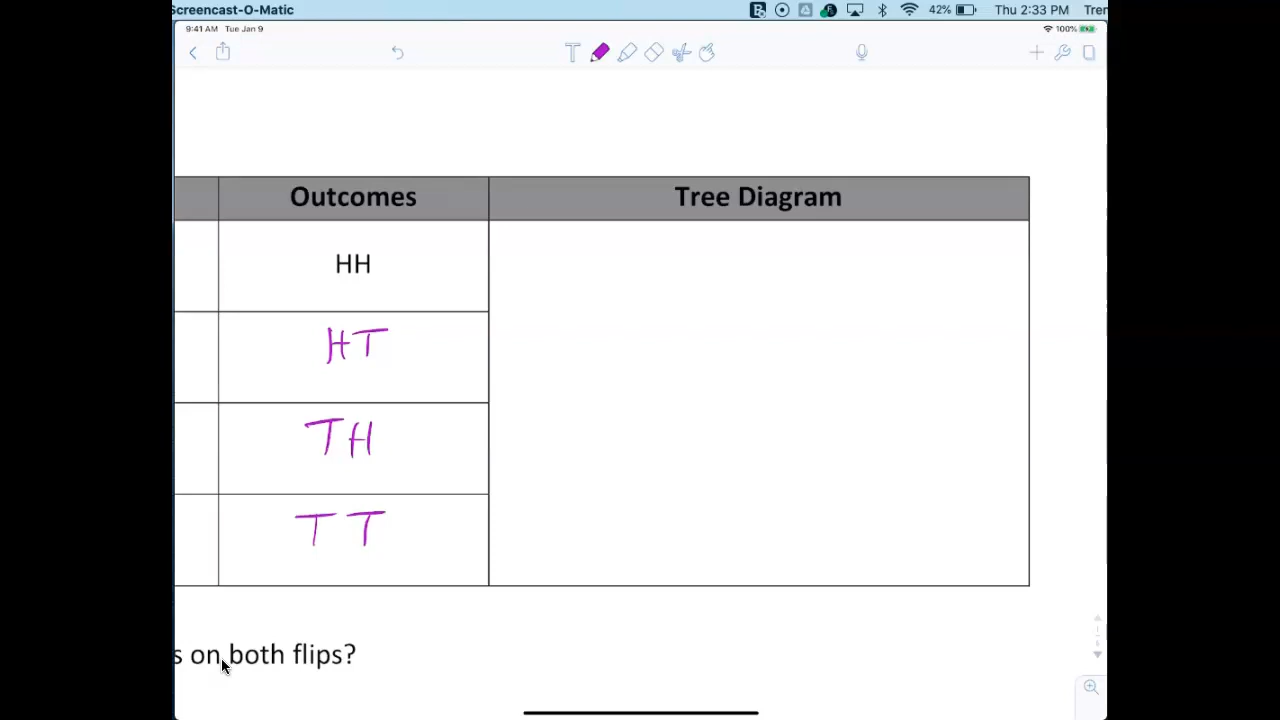 Screencast-O-Matic 42% Thu 2:33 PM Tren
9:41 AM Tue Jan 9 100%
T
Outcomes Tree Diagram
HH
HT
TH
TT
s on both flips?